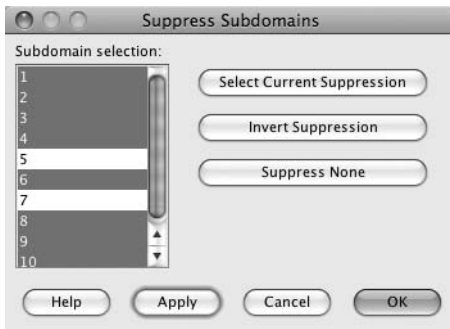 Suppress Subdomains
Subdomain selection:
1
2
3
4
5
6
7
8
9
10
Select Current Suppression
Invert Suppression
Suppress None
Help
Apply
Cancel
OK